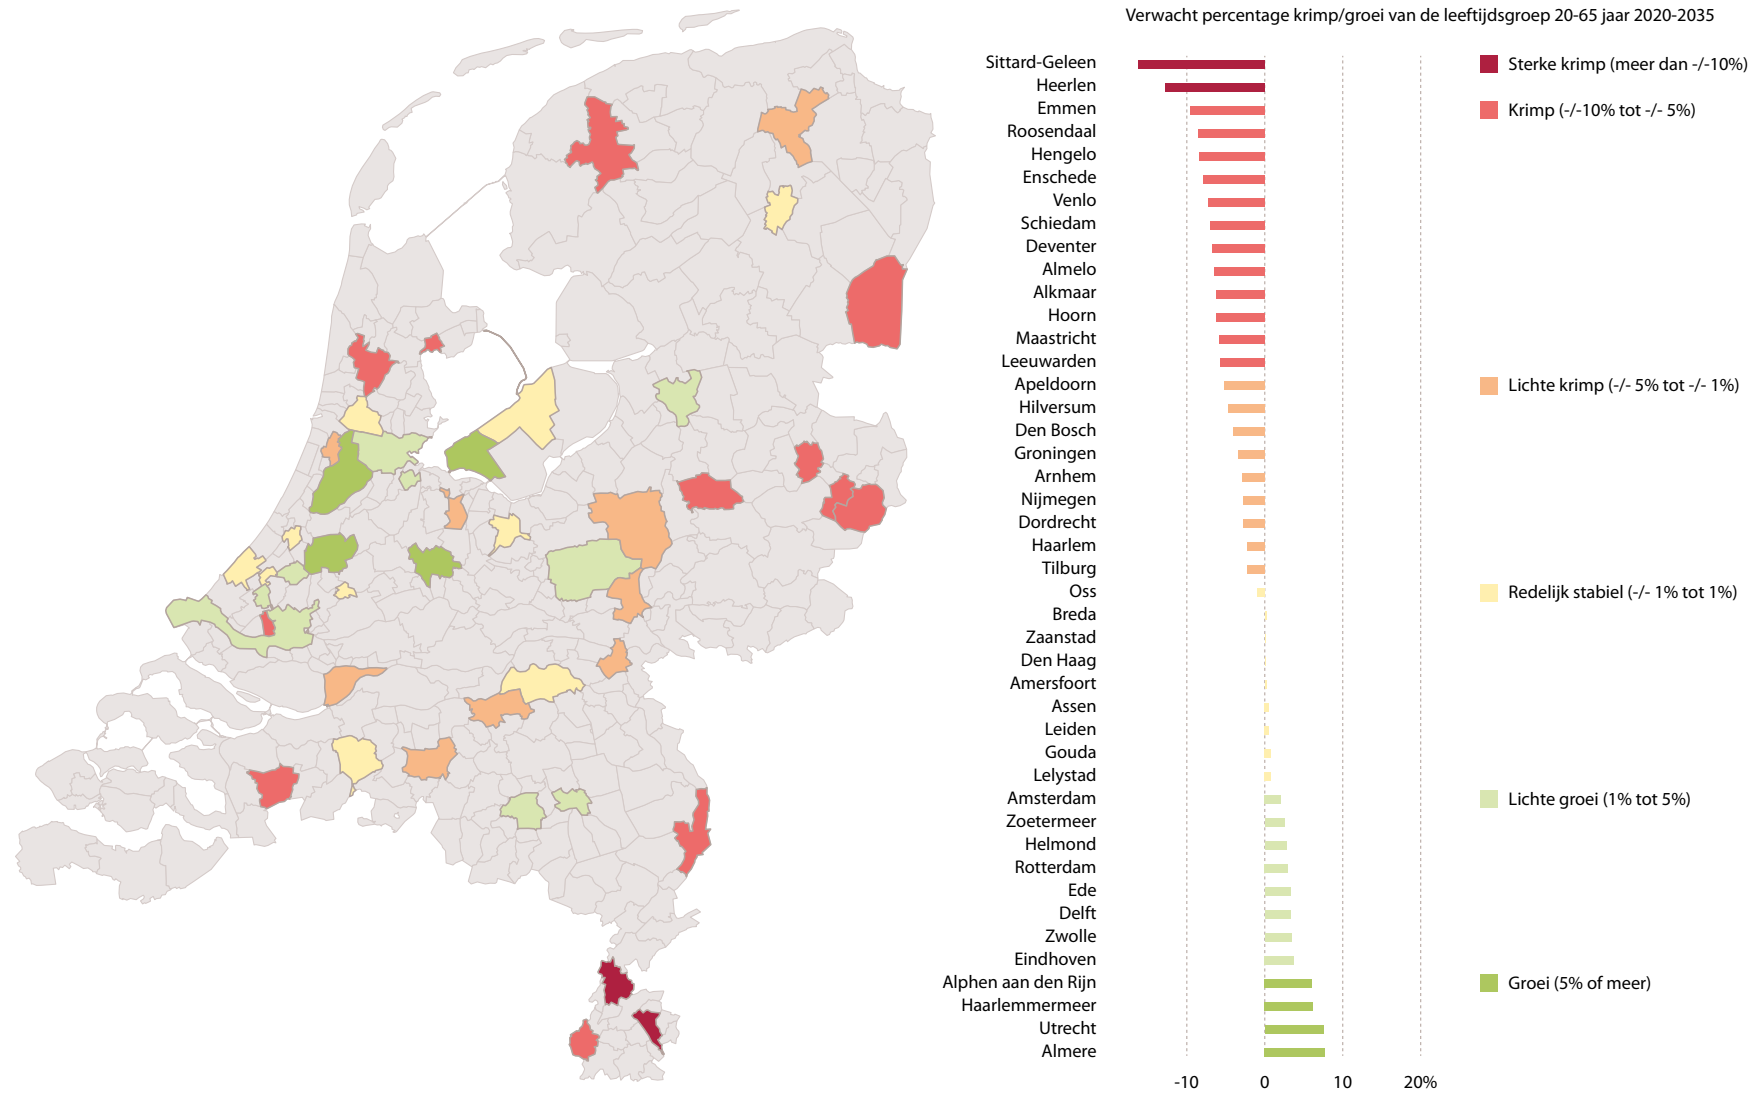 Verwacht percentage krimp/groei van de leeftijdsgroep 20-65 jaar 2020-2035
Sittard-Geleen
Sterke krimp (meer dan -/-10%)
Heerlen
Emmen
Krimp (-/-10% tot -/- 5%)
Roosendaal
Hengelo
Enschede
Venlo
Schiedam
Deventer
Almelo
Alkmaar
Hoorn
Maastricht
Leeuwarden
Apeldoorn
Lichte krimp (-/- 5% tot -/- 1%)
Hilversum
Den Bosch
Groningen
Arnhem
Nijmegen
Dordrecht
Haarlem
Tilburg
Oss
Redelijk stabiel (-/- 1% tot 1%)
Breda
Zaanstad
Den Haag
Amersfoort
Assen
Leiden
Gouda
Lelystad
Amsterdam
Lichte groei (1% tot 5%)
Zoetermeer
Helmond
Rotterdam
Ede
Delft
Zwolle
Eindhoven
Alphen aan den Rijn
Groei (5% of meer)
Haarlemmermeer
Utrecht
Almere
-10 0 10 20%